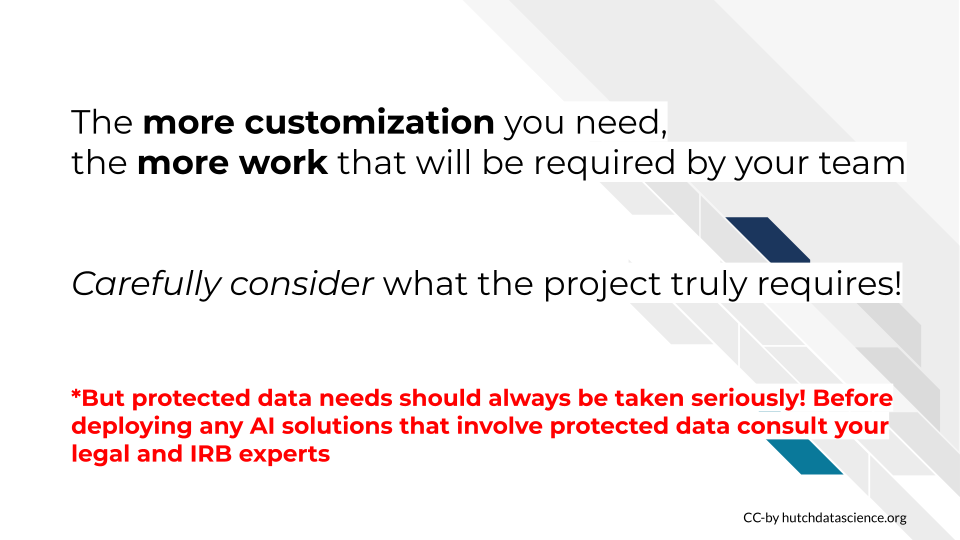 The more customization you need,
the more work that will be required by your team
Carefully consider what the project truly requires!
*But protected data needs should always be taken seriously! Before
deploying any AI solutions that involve protected data consult your
legal and IRB experts
CC-by hutchdatascience.org